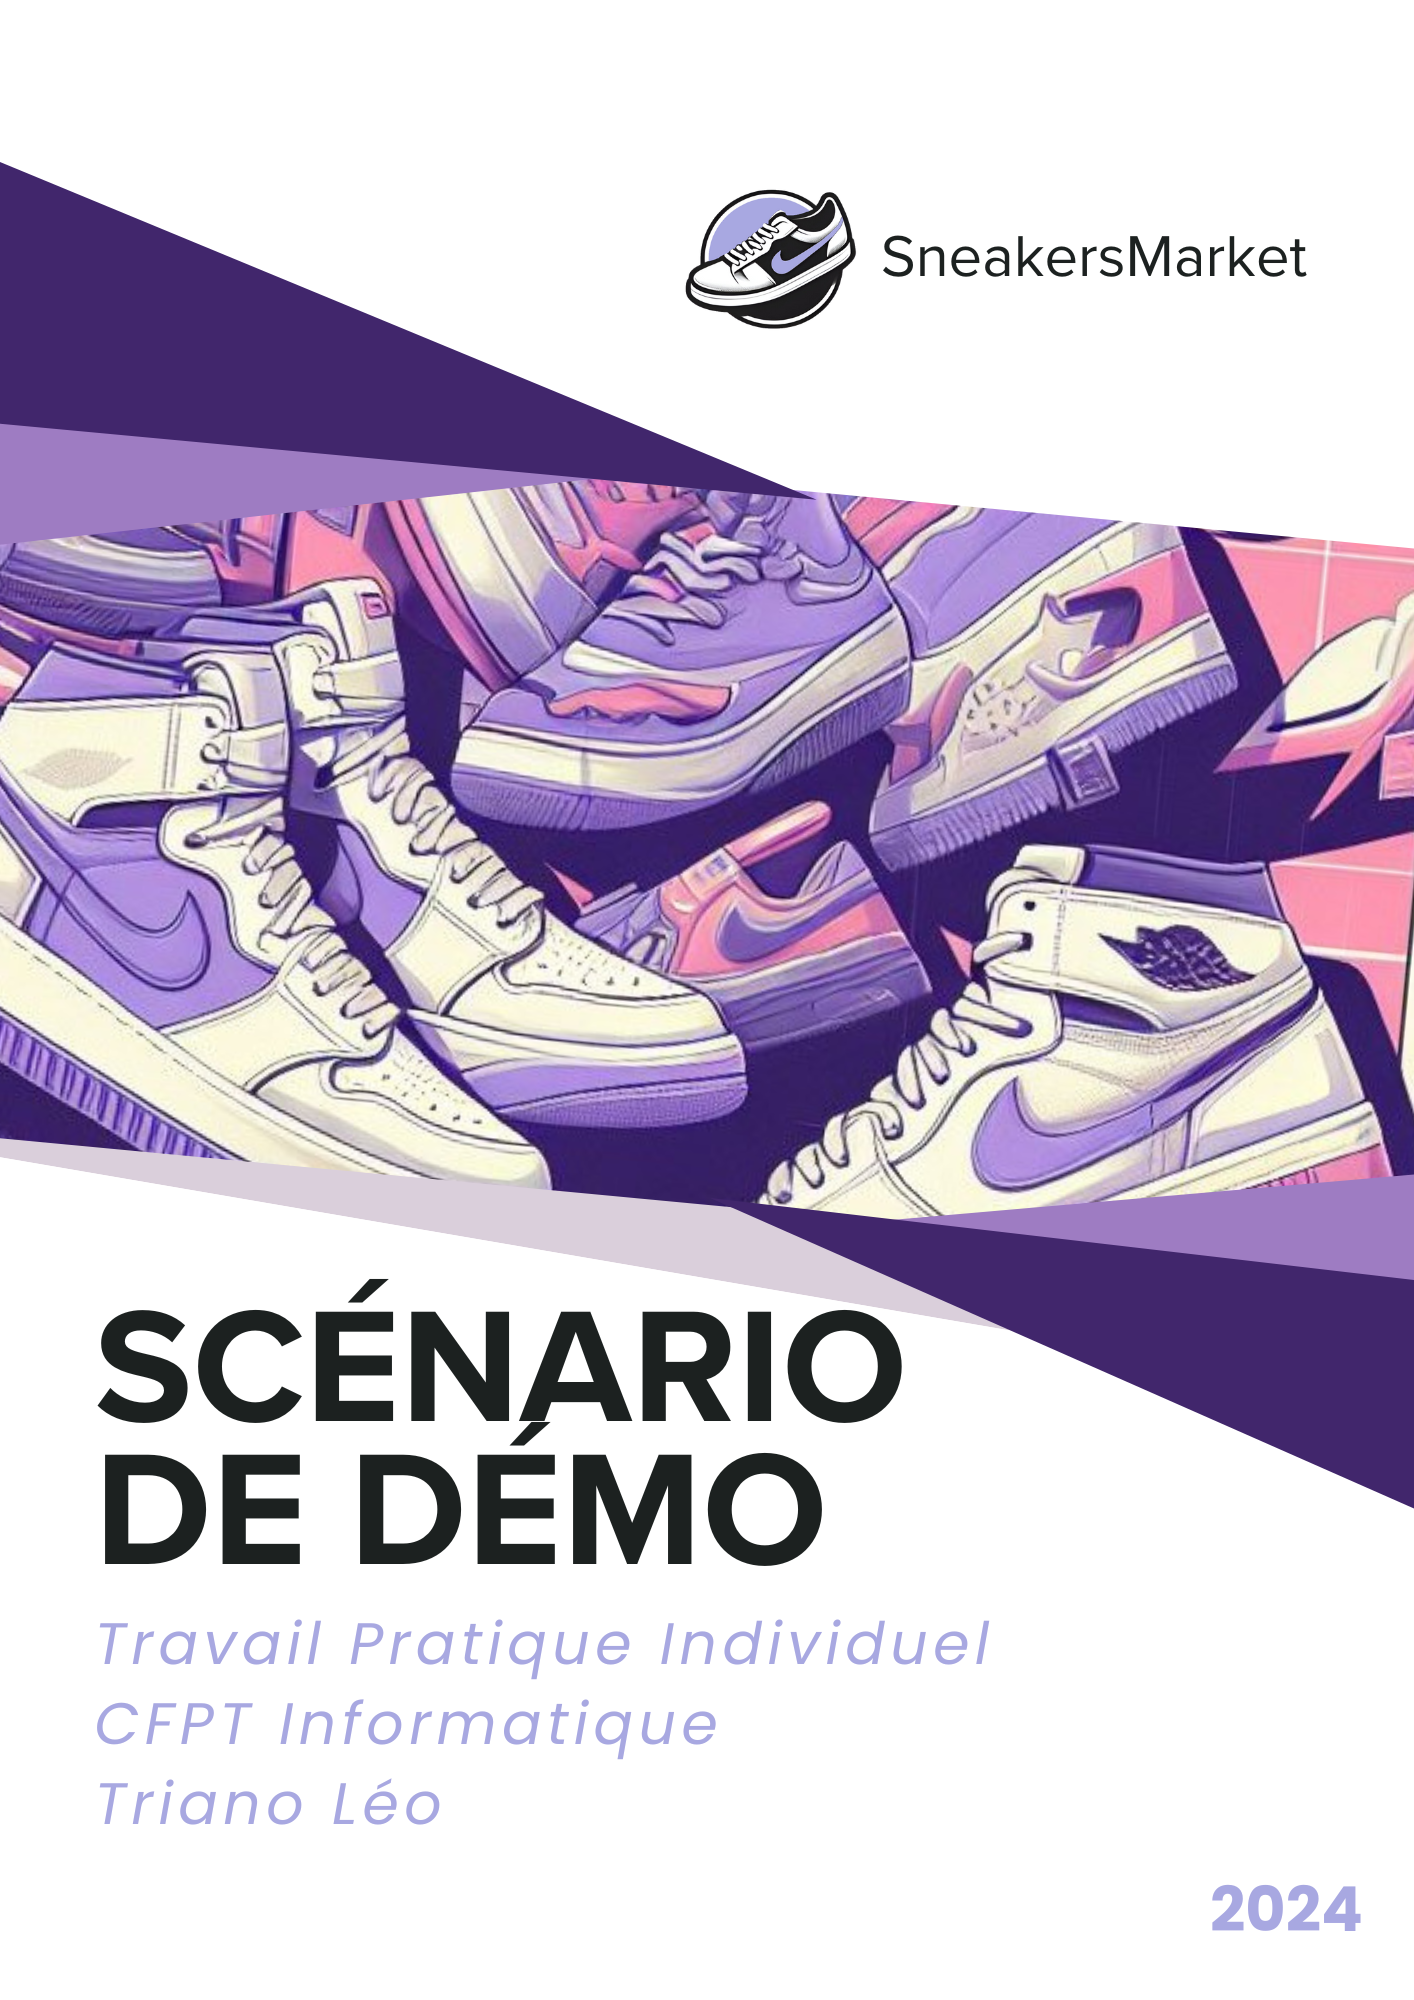 SneakersMarket
SCÉNARIO
DE DÉMO
Travail Pratique Individuel
CFPT Informatique
Triano Léo
2024